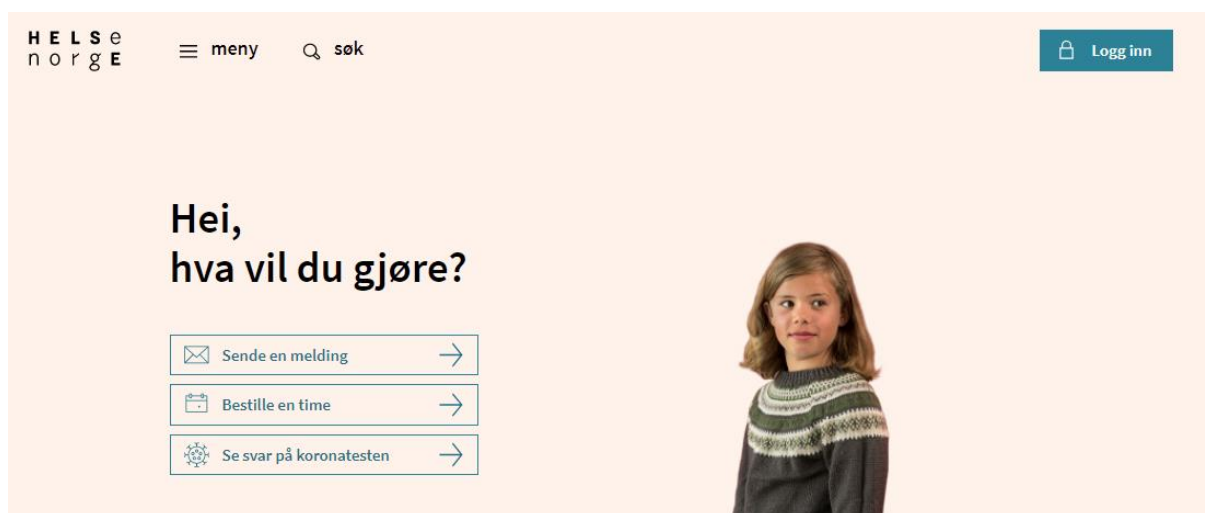 HELSe
norgE
meny
søk
Logg inn
Hei,
hva vil du gjøre?
Sende en melding
Bestille en time
Se svar på koronatesten